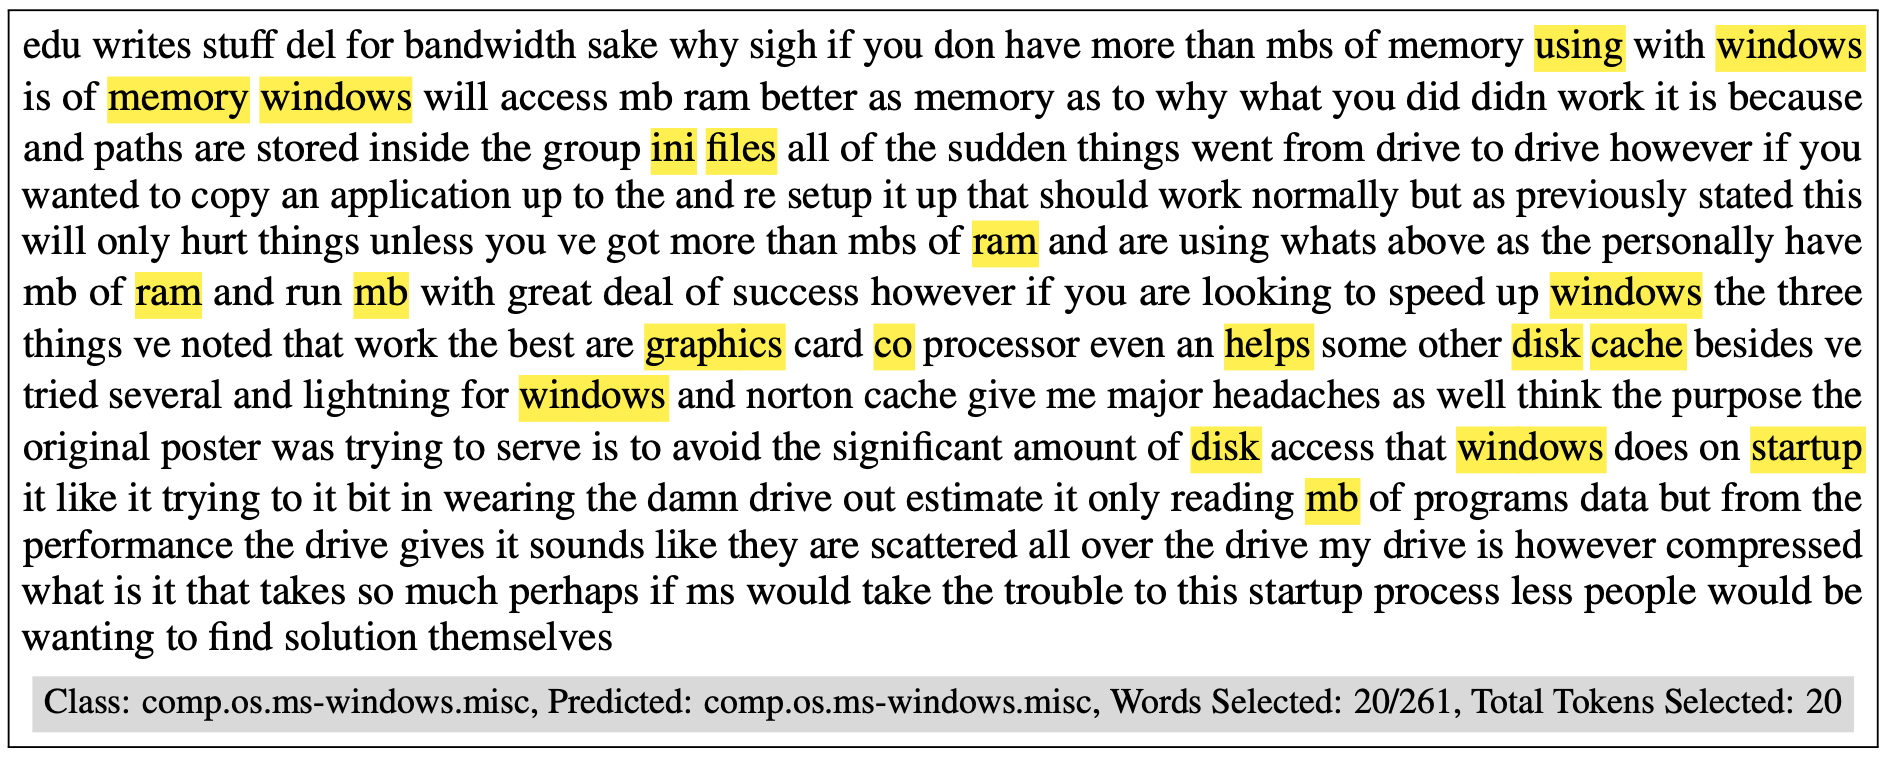 edu writes stuff del for bandwidth sake why sigh if you don have more than mbs of memory using with windows
is of memory windows will access mb ram better as memory as to why what you did didn work it is because
and paths are stored inside the group ini files all of the sudden things went from drive to drive however if you
wanted to copy an application up to the and re setup it up that should work normally but as previously stated this
will only hurt things unless you ve got more than mbs of ram and are using whats above as the personally have
mb of ram and run mb with great deal of success however if you are looking to speed up windows the three
things ve noted that work the best are graphics card co processor even an helps some other disk cache besides ve
tried several and lightning for windows and norton cache give me major headaches as well think the purpose the
original poster was trying to serve is to avoid the significant amount of disk access that windows does on startup
it like it trying to it bit in wearing the damn drive out estimate it only reading mb of programs data but from the
performance the drive gives it sounds like they are scattered all over the drive my drive is however compressed
what is it that takes so much perhaps if ms would take the trouble to this startup process less people would be
wanting to find solution themselves
Class: comp.os.ms-windows.misc, Predicted: comp.os.ms-windows.misc, Words Selected: 20/261, Total Tokens Selected: 20